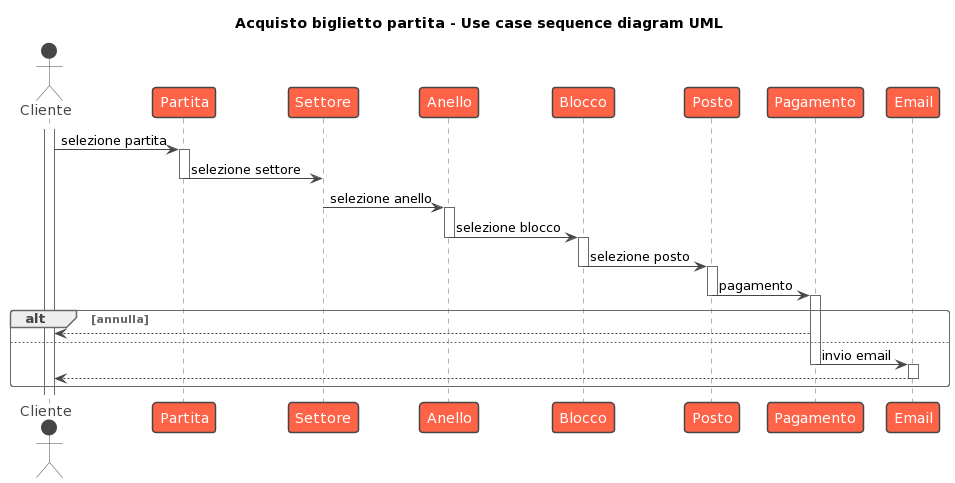 Acquisto biglietto partita - Use case sequence diagram UML
Cliente
Partita
Settore
Anello
Blocco
Posto
Pagamento
Email
selezione partita
selezione settore
selezione anello
selezione blocco
selezione posto
pagamento
alt
[annulla]
invio email
Cliente
Partita
Settore
Anello
Blocco
Posto
Pagamento
Email